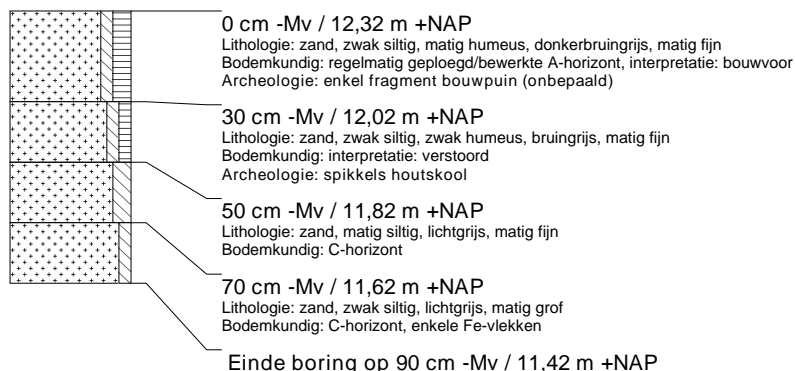 0 cm -Mv / 12,32 m +NAP
Lithologie: zand, zwak siltig, matig humeus, donkerbruingrijs, matig fijn
Bodemkundig: regelmatig geploegd/bewerkte A-horizont, interpretatie: bouwvoor
Archeologie: enkel fragment bouwpuin (onbepaald)
30 cm -Mv / 12,02 m +NAP
Lithologie: zand, zwak siltig, zwak humeus, bruingrijs, matig fijn
Bodemkundig: interpretatie: verstoord
Archeologie: spikkels houtskool
50 cm -Mv / 11,82 m +NAP
Lithologie: zand, matig siltig, lichtgrijs, matig fijn
Bodemkundig: C-horizont
70 cm -Mv / 11,62 m +NAP
Lithologie: zand, zwak siltig, lichtgrijs, matig grof
Bodemkundig: C-horizont, enkele Fe-vlekken
Einde boring op 90 cm -Mv / 11,42 m +NAP